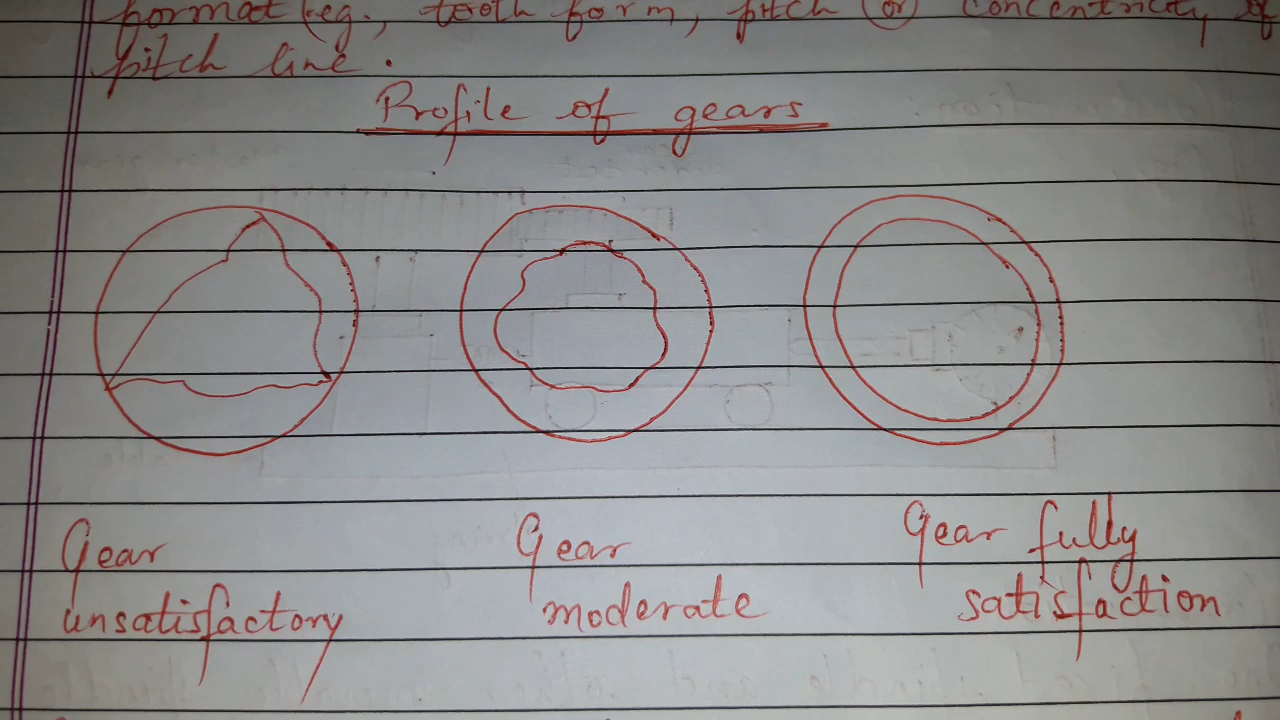 format (eg., tooth form, pitch (or) concentricity of
pitch line.
Profile of gears
Gear unsatisfactory
Gear moderate
Gear fully satisfaction